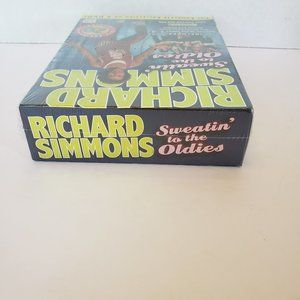 Sweatin'
to the
Oldies
RICHARD
SIMMONS
RICHARD
SIMMONS
Sweatin'
to the
Oldies